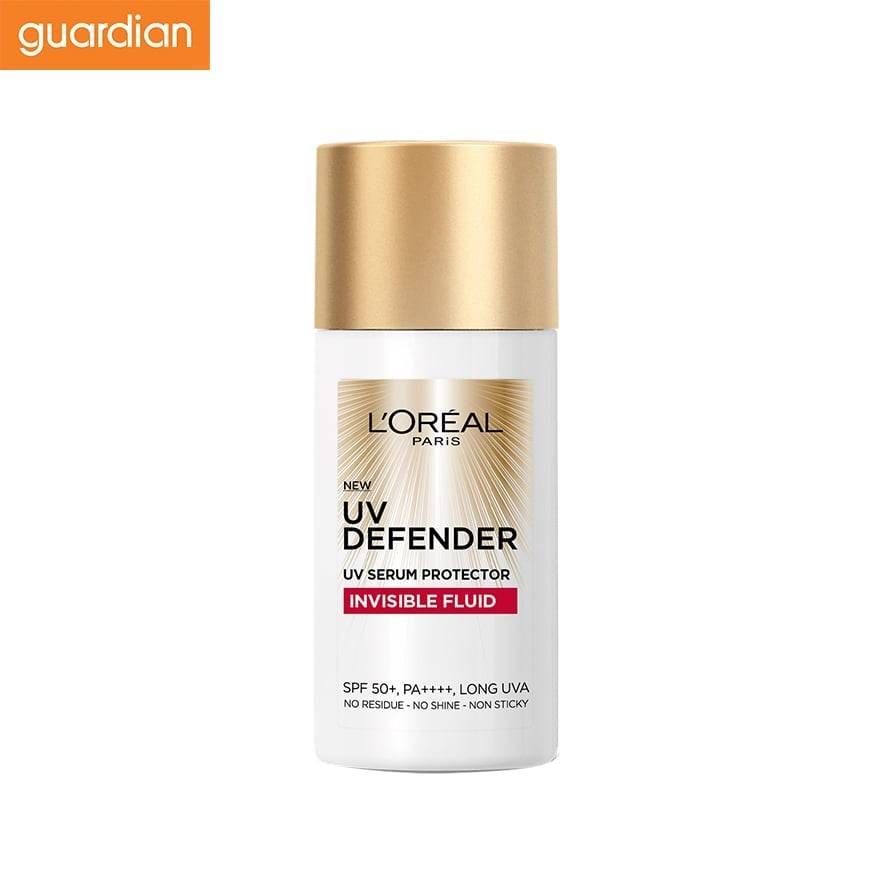 guardian
L'ORÉAL
PARiS
NEW
UV
DEFENDER
UV SERUM PROTECTOR
INVISIBLE FLUID
SPF 50+, PA++++, LONG UVA
NO RESIDUE - NO SHINE - NON STICKY